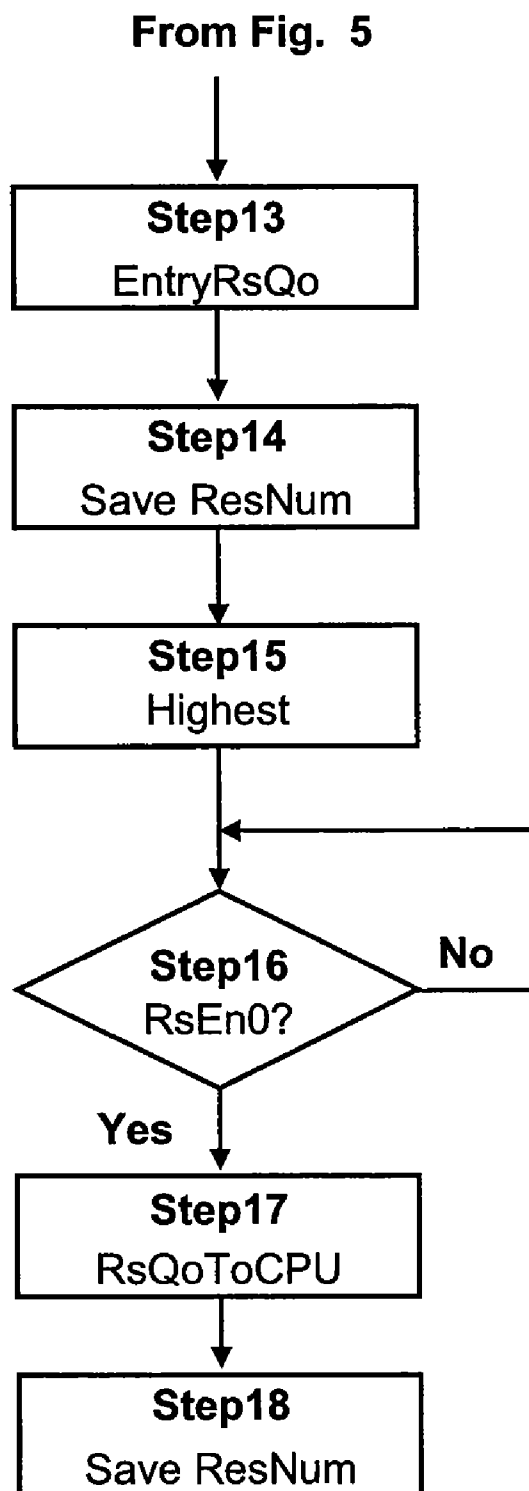 From Fig. 5
Step13
EntryRsQo
Step14
Save ResNum
Step15
Highest
Step16
RsEn0?
No
Yes
Step17
RsQoToCPU
Step18
Save ResNum